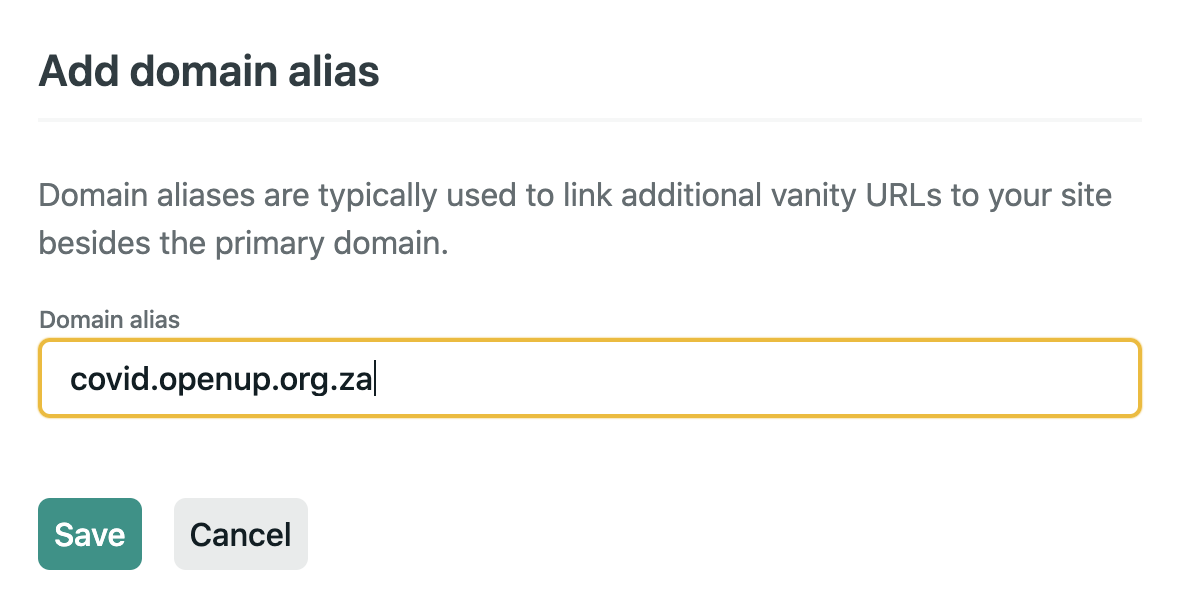 Add domain alias
Domain aliases are typically used to link additional vanity URLs to your site
besides the primary domain.
Domain alias
covid.openup.org.za
Save Cancel